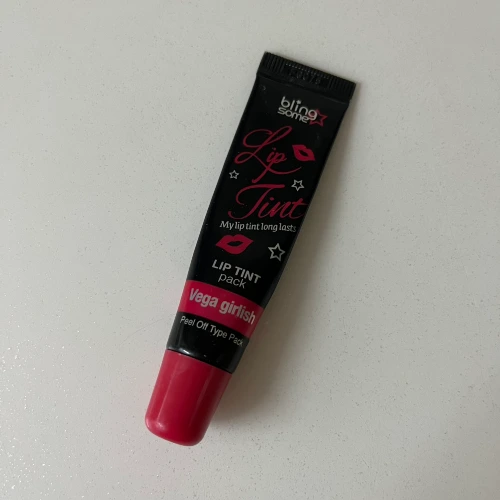 bling
some
Lip
Tint
My lip tint long lasts
LIP TINT
pack
Vega girlish
Peel Off Type Pack